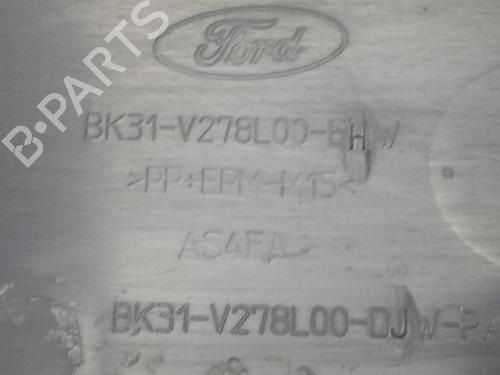 B-PARTS
Ford
BK31-V278L00-BHW
>PP+EPM-M15<
AS4FA
BK31-V278L00-DJW-PA